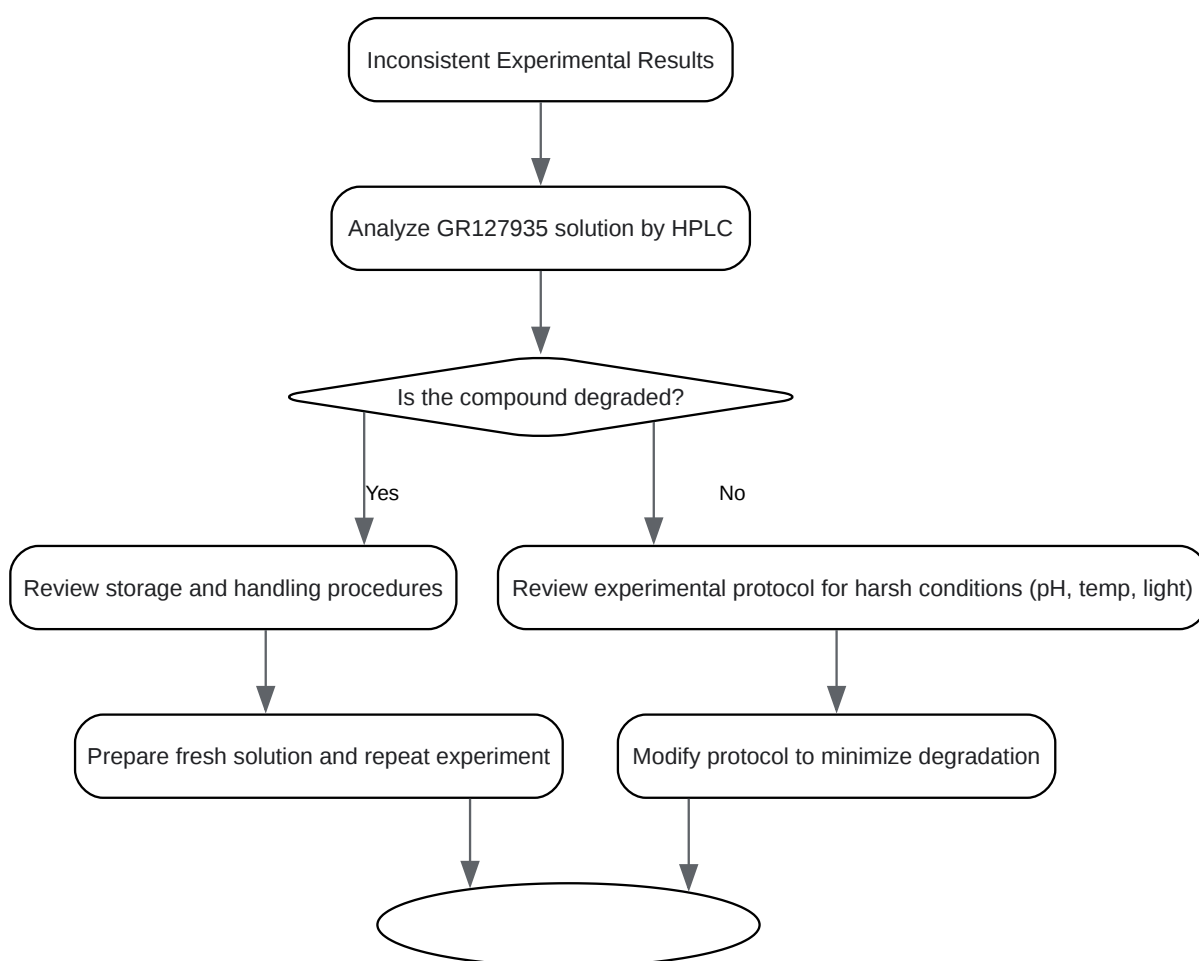 Inconsistent Experimental Results
Analyze GR127935 solution by HPLC
Is the compound degraded?
Yes
No
Review storage and handling procedures
Review experimental protocol for harsh conditions (pH, temp, light)
Prepare fresh solution and repeat experiment
Modify protocol to minimize degradation